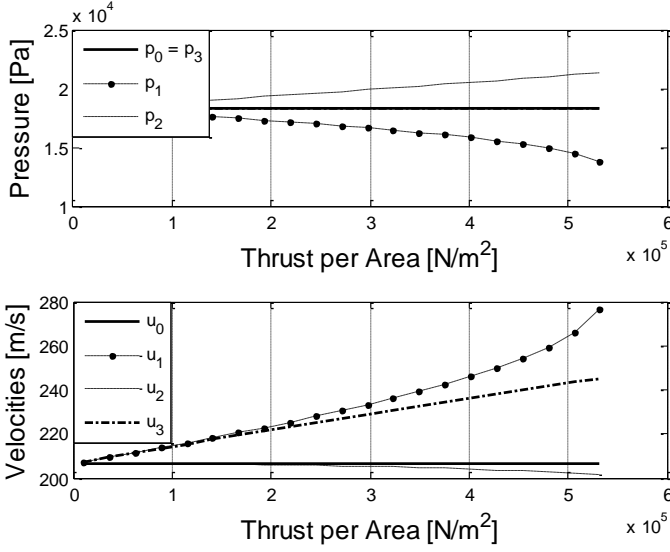 x 10^4
Pressure [Pa]
2.5
2
1.5
1
p_0 = p_3
p_1
p_2
0 1 2 3 4 5 6
Thrust per Area [N/m^2]
x 10^5
Velocities [m/s]
280
260
240
220
200
u_0
u_1
u_2
u_3
0 1 2 3 4 5 6
Thrust per Area [N/m^2]
x 10^5